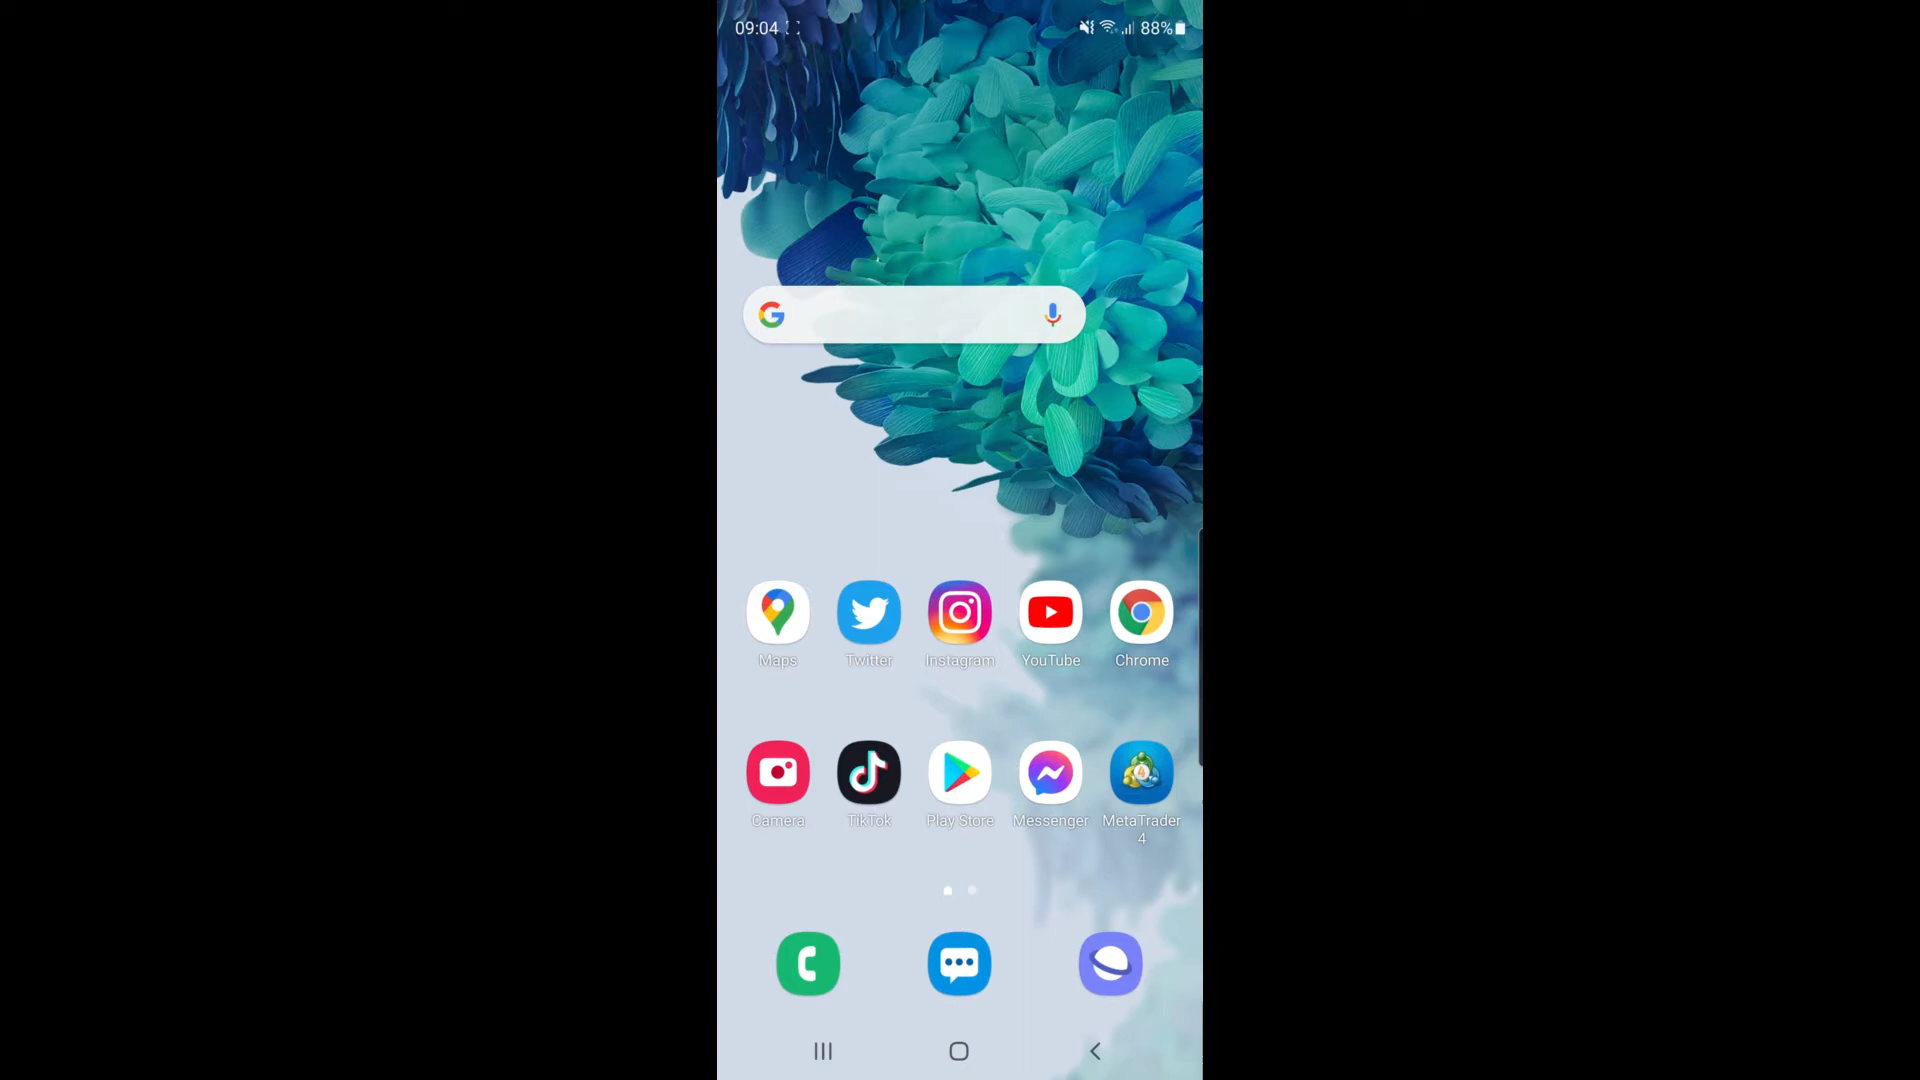 09:04 88%
Maps Twitter Instagram YouTube Chrome
Camera TikTok Play Store Messenger MetaTrader
4